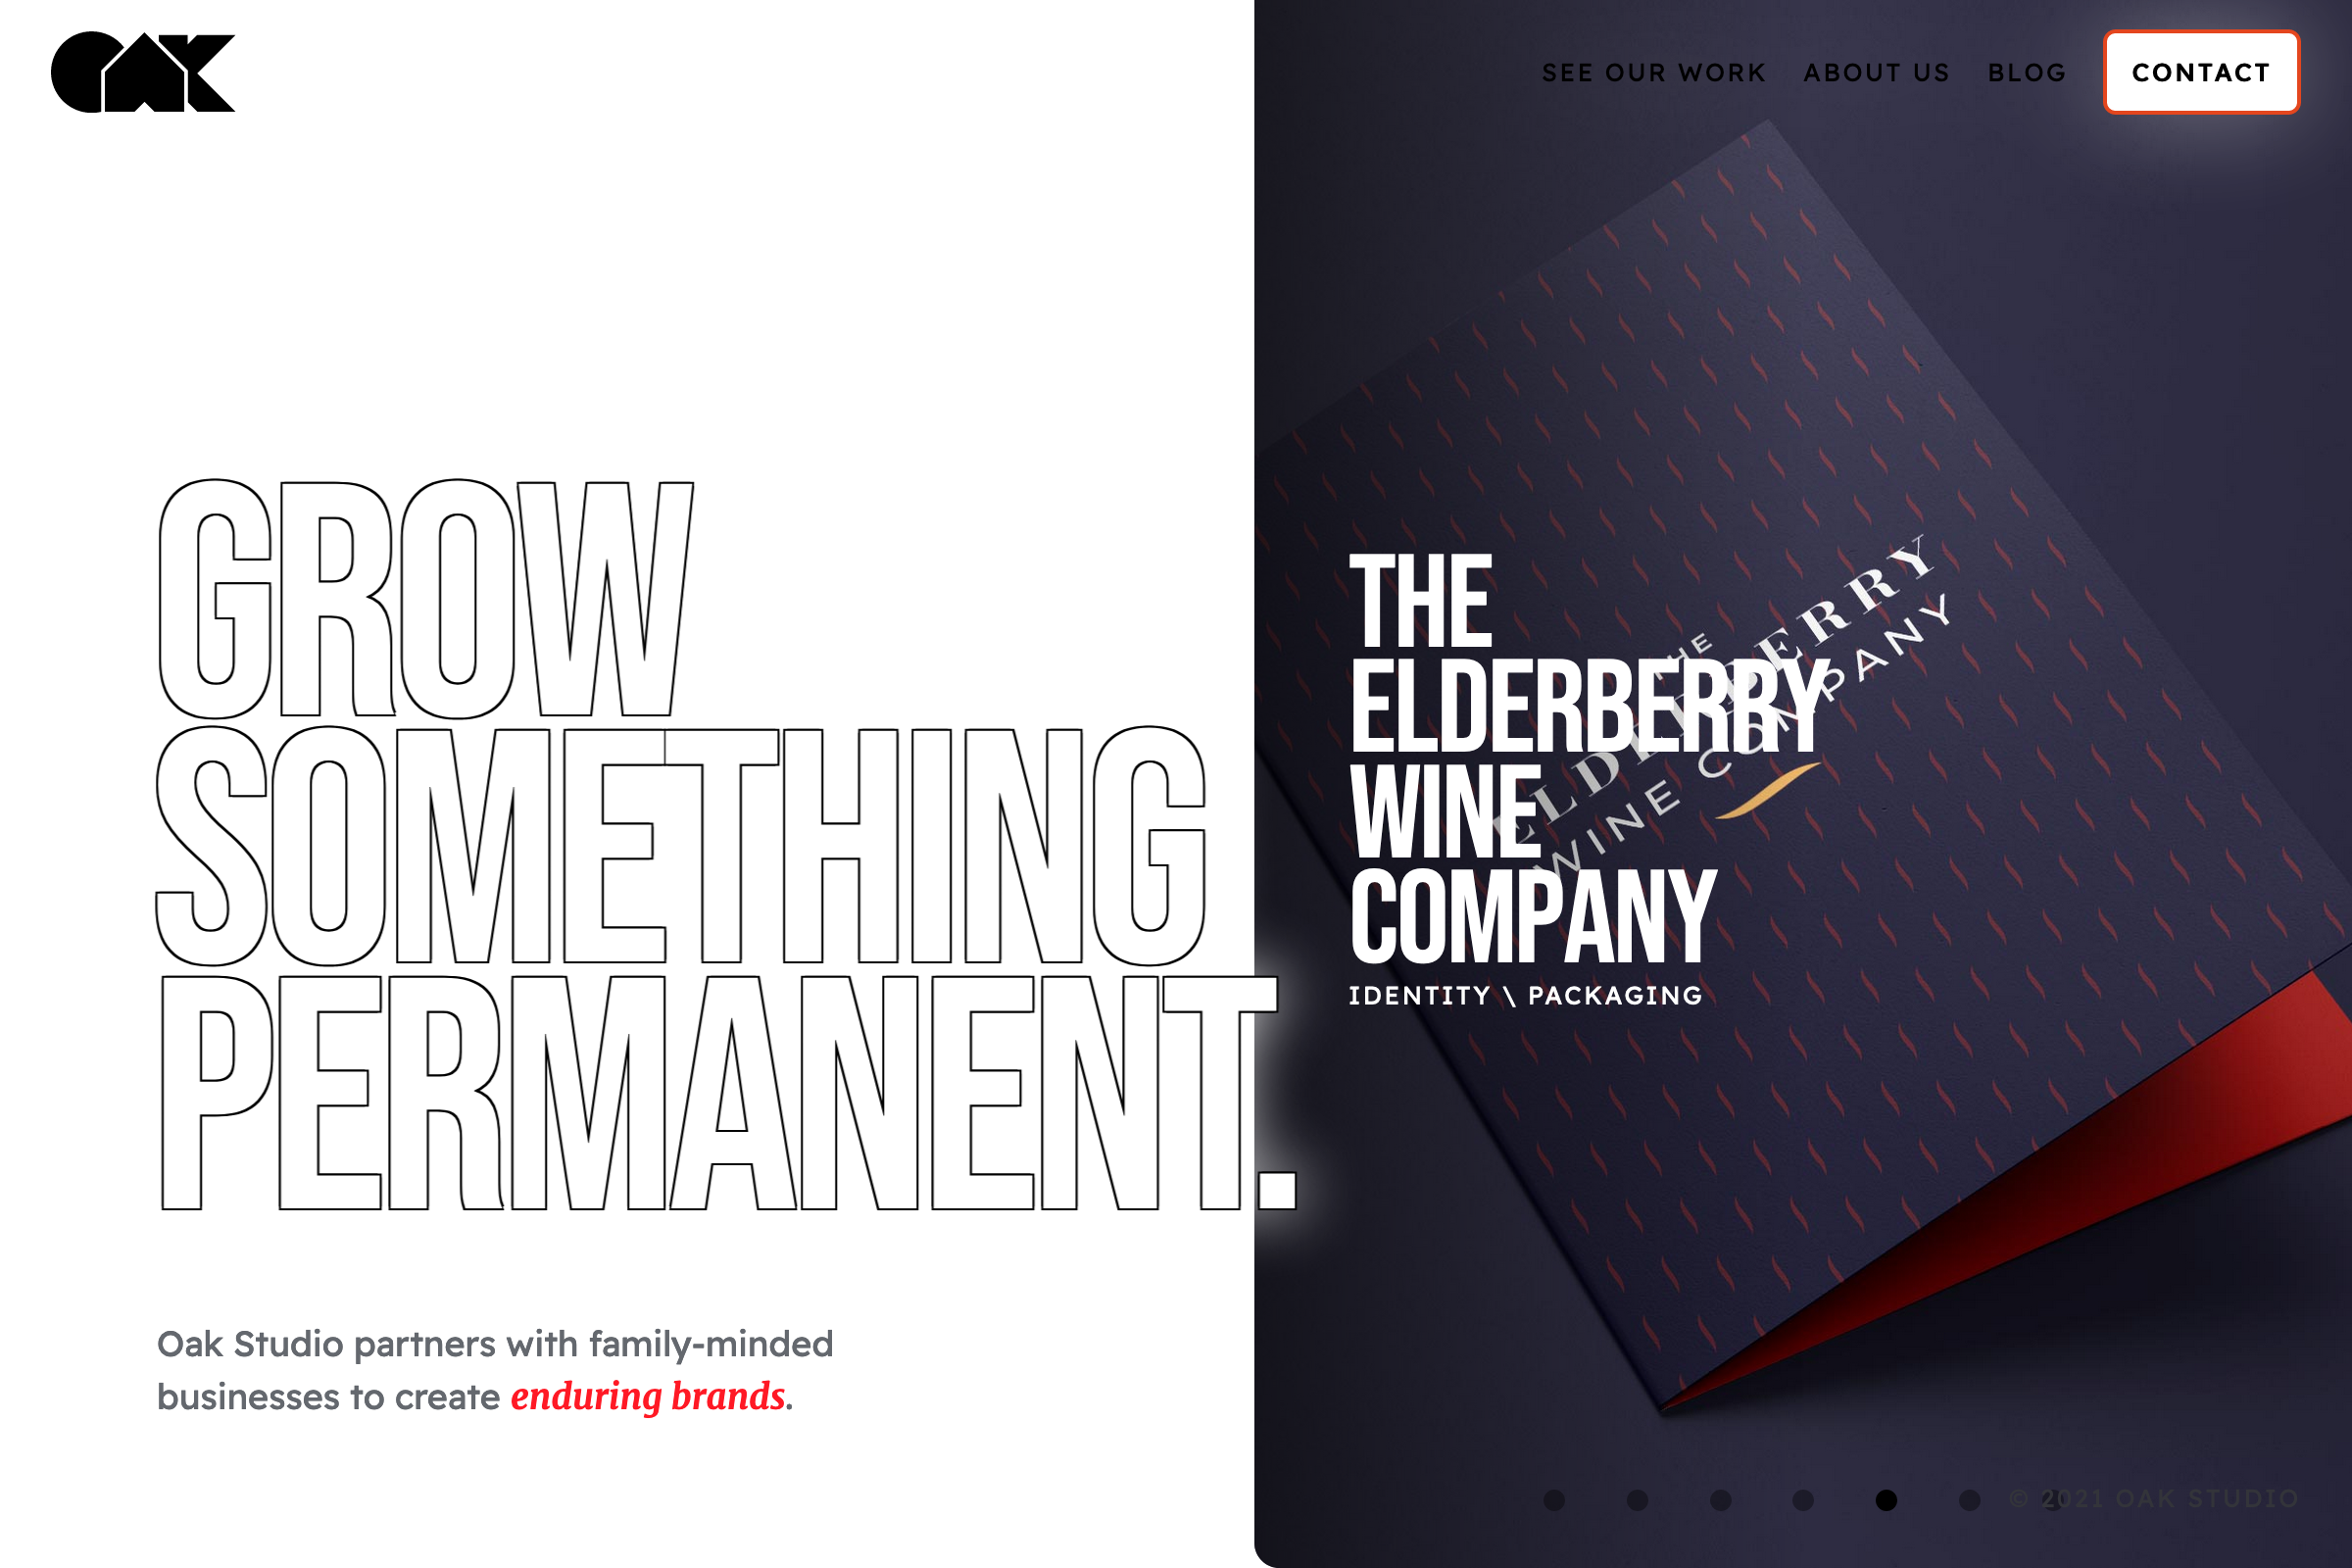 OAK
SEE OUR WORK
ABOUT US
BLOG
CONTACT
GROW
SOMETHING
PERMANENT.
Oak Studio partners with family-minded
businesses to create enduring brands.
THE
ELDERBERRY
WINE
COMPANY
IDENTITY \ PACKAGING
THE
ELDERBERRY
WINE COMPANY
© 2021 OAK STUDIO